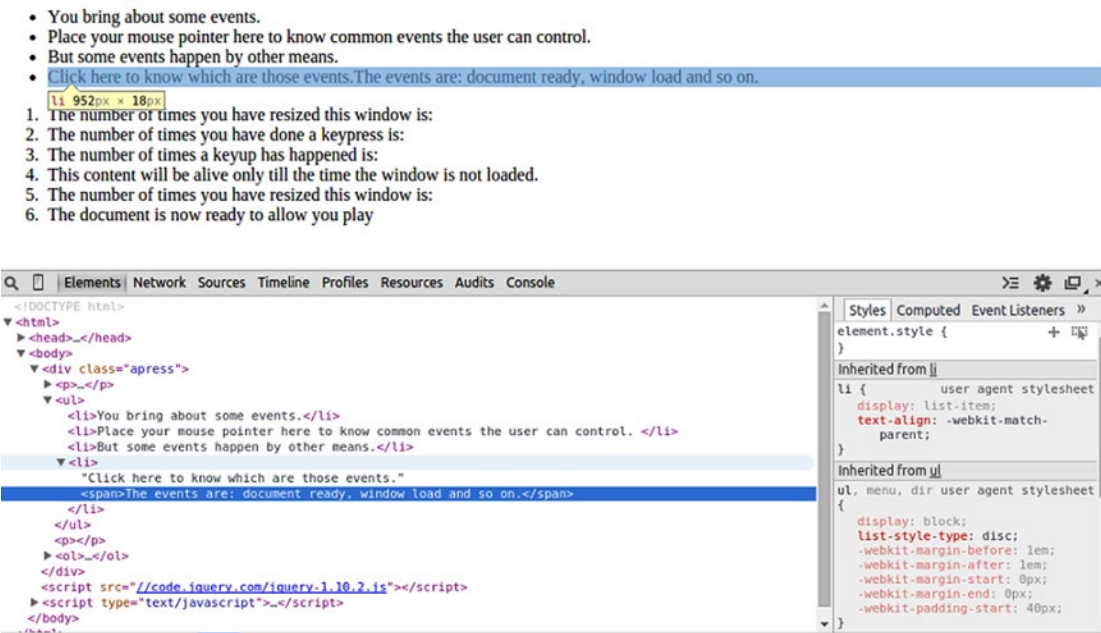 • You bring about some events.
• Place your mouse pointer here to know common events the user can control.
• But some events happen by other means.
• Click here to know which are those events.The events are: document ready, window load and so on.
li 952px × 18px
1. The number of times you have resized this window is:
2. The number of times you have done a keypress is:
3. The number of times a keyup has happened is:
4. This content will be alive only till the time the window is not loaded.
5. The number of times you have resized this window is:
6. The document is now ready to allow you play
Elements Network Sources Timeline Profiles Resources Audits Console
<!DOCTYPE html>
▼<html>
▶<head>…</head>
▼<body>
▼<div class="apress">
▶<p>…</p>
▼<ul>
<li>You bring about some events.</li>
<li>Place your mouse pointer here to know common events the user can control. </li>
<li>But some events happen by other means.</li>
▼<li>
"Click here to know which are those events."
<span>The events are: document ready, window load and so on.</span>
</li>
</ul>
<p></p>
▶<ol>…</ol>
</div>
<script src="//code.jquery.com/jquery-1.10.2.js"></script>
▶<script type="text/javascript">…</script>
</body>
</html>
Styles Computed Event Listeners »
element.style {
}
Inherited from li
li { user agent stylesheet
display: list-item;
text-align: -webkit-match-
parent;
}
Inherited from ul
ul, menu, dir user agent stylesheet
{
display: block;
list-style-type: disc;
-webkit-margin-before: 1em;
-webkit-margin-after: 1em;
-webkit-margin-start: 0px;
-webkit-margin-end: 0px;
-webkit-padding-start: 40px;
}